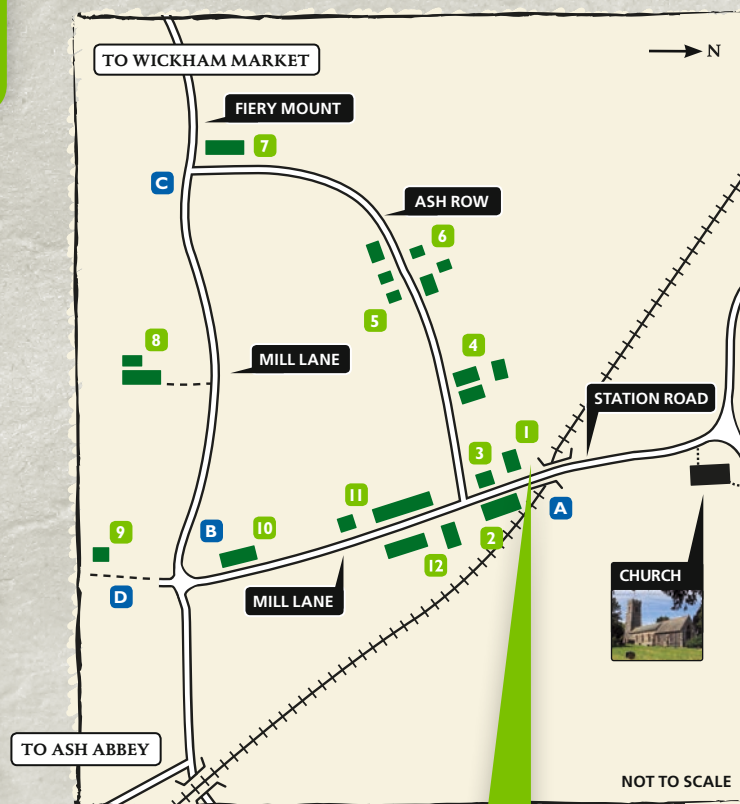 TO WICKHAM MARKET
N
FIERY MOUNT
7
C
ASH ROW
6
5
8
MILL LANE
4
STATION ROAD
1
3
11
A
B
10
9
2
12
D
MILL LANE
CHURCH
TO ASH ABBEY
NOT TO SCALE